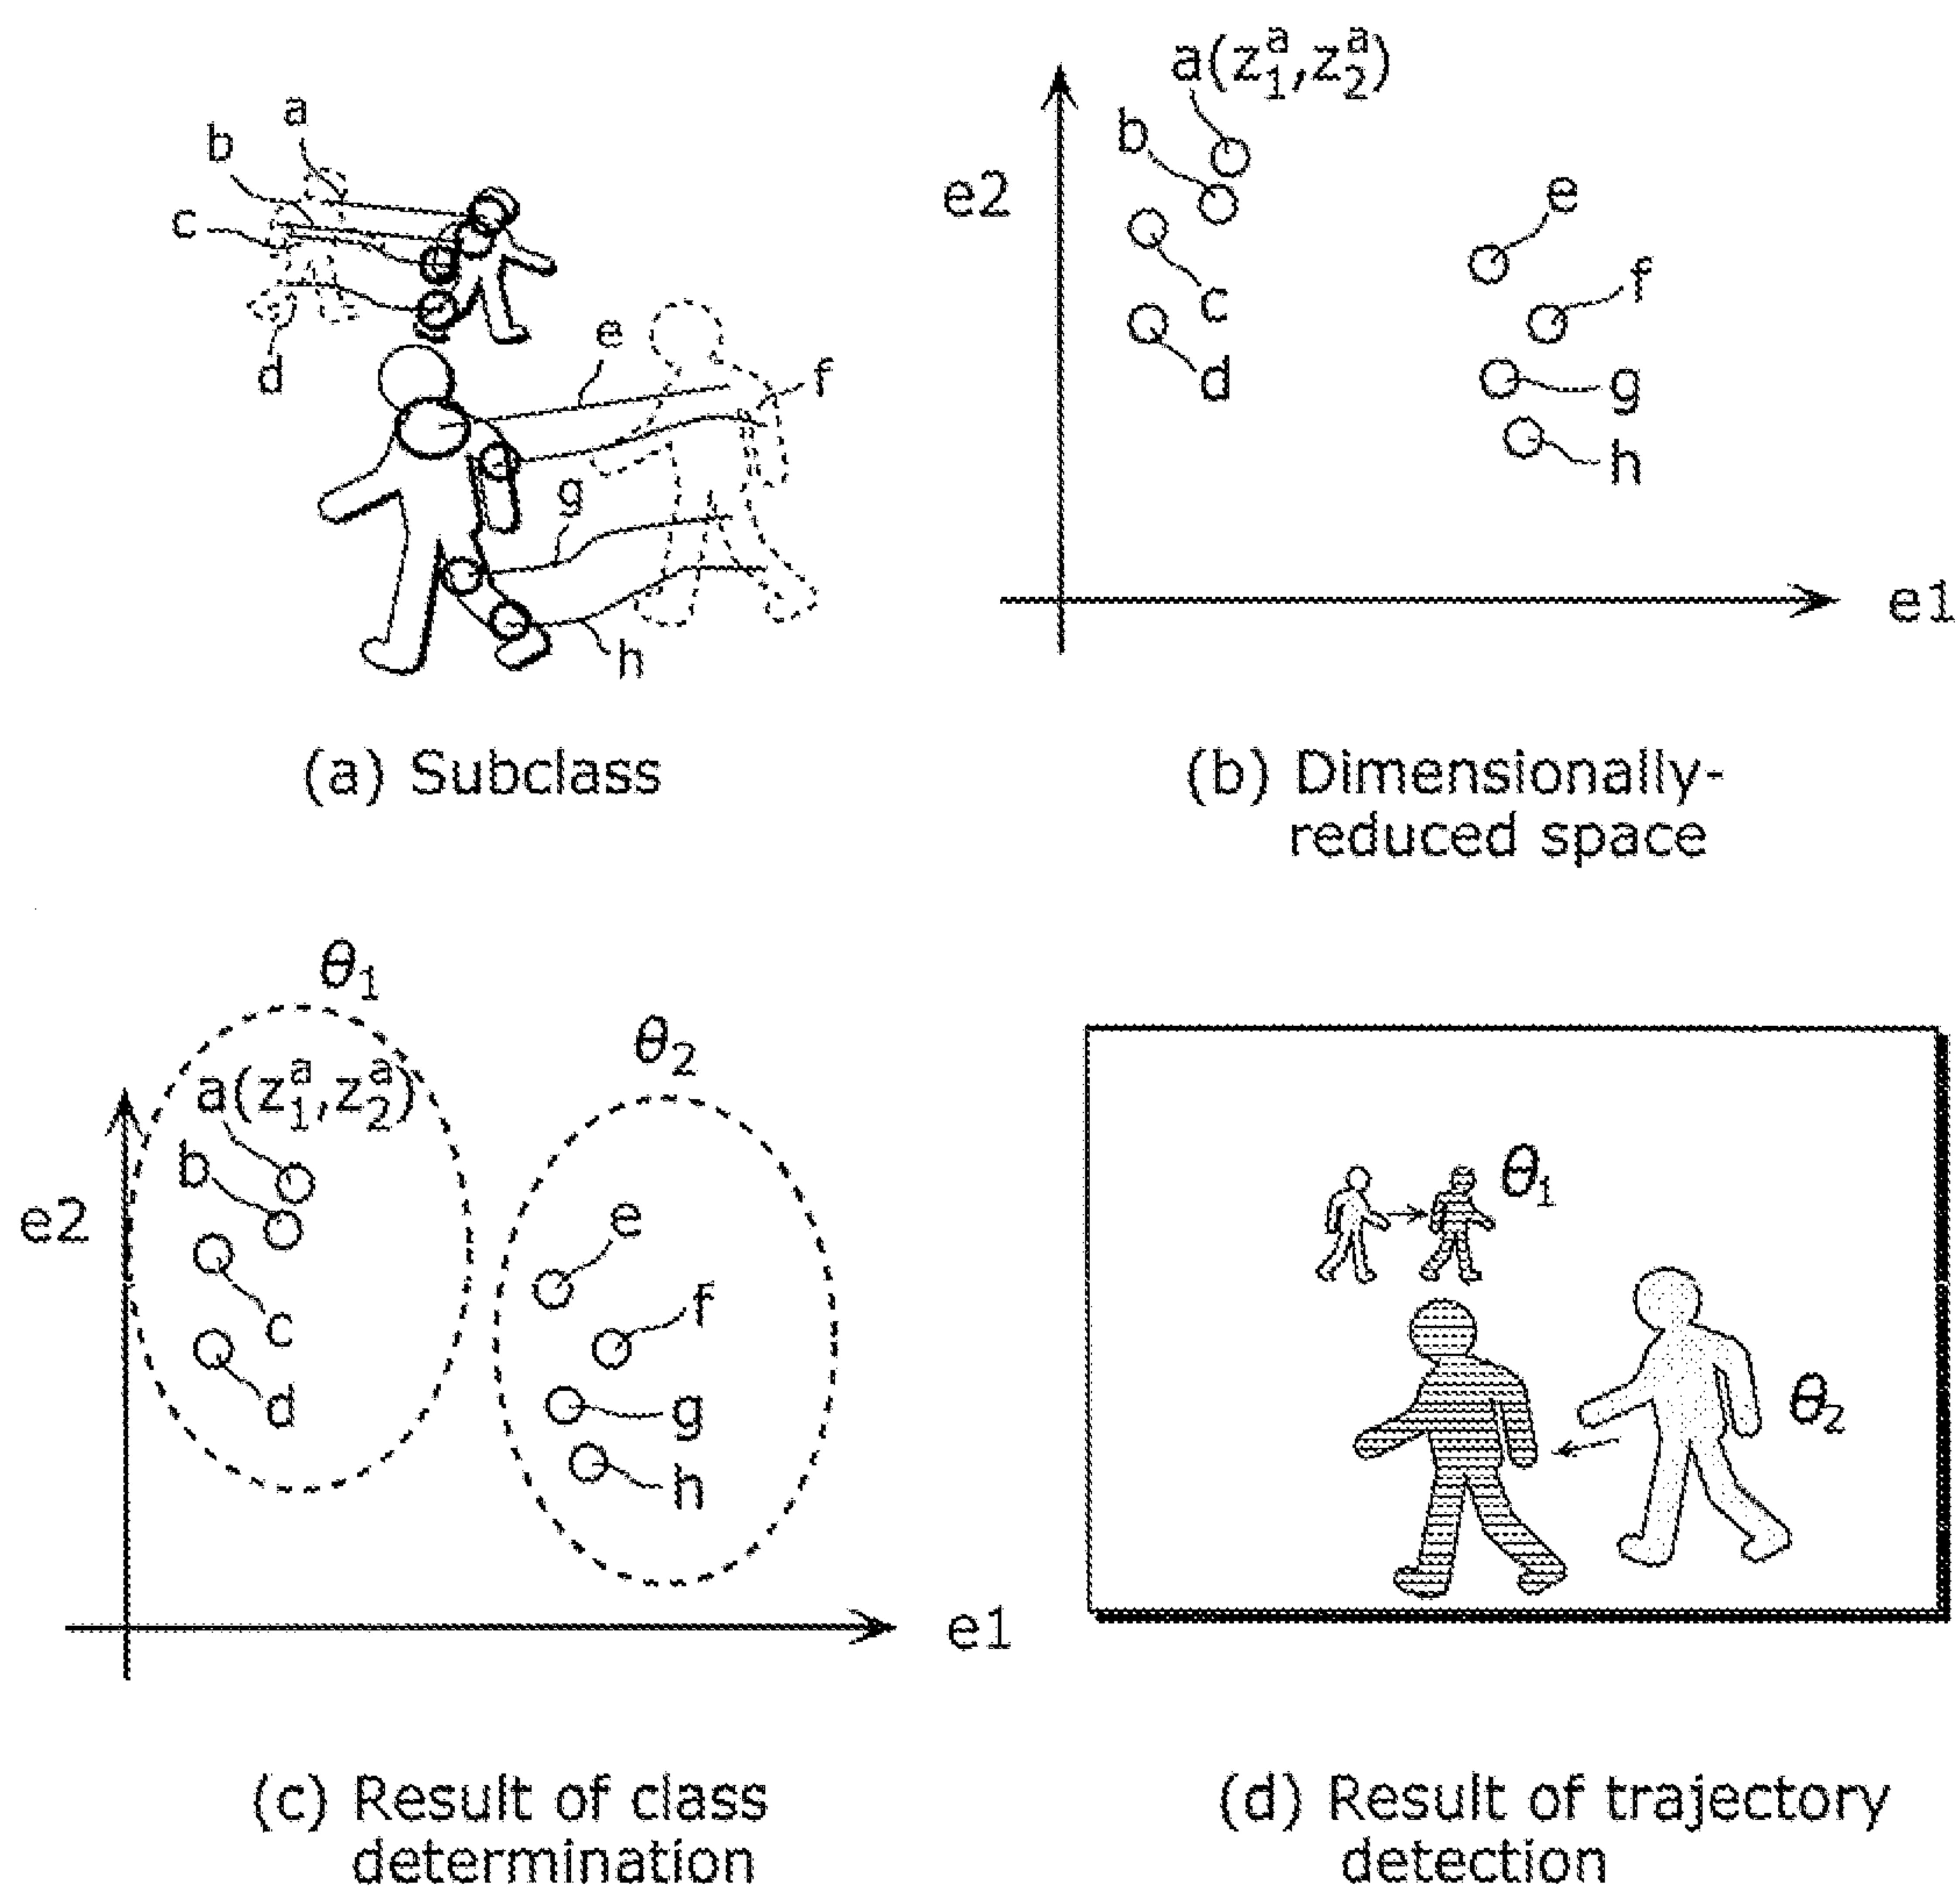 a
b
c
d
e
f
g
h
(a) Subclass
a(z₁ᵃ,z₂ᵃ)
b
e2
c
d
e
f
g
h
e1
(b) Dimensionally-
reduced space
θ₁
θ₂
a(z₁ᵃ,z₂ᵃ)
b
e2
c
d
e
f
g
h
e1
(c) Result of class
determination
θ₁
θ₂
(d) Result of trajectory
detection